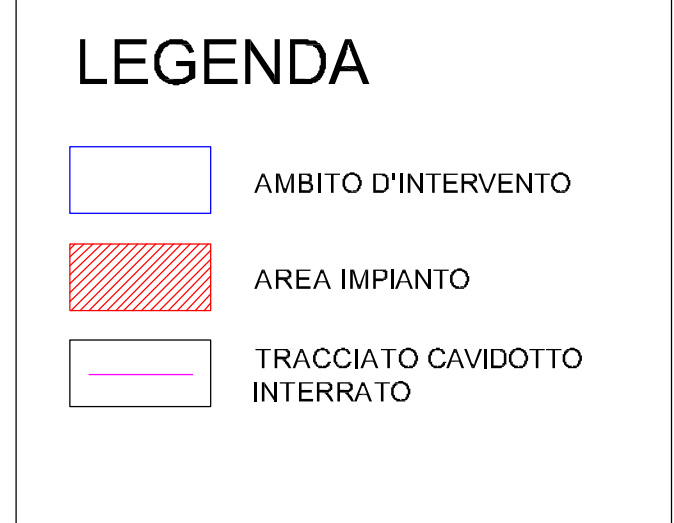 LEGENDA
AMBITO D'INTERVENTO
AREA IMPIANTO
TRACCIATO CAVIDOTTO
INTERRATO